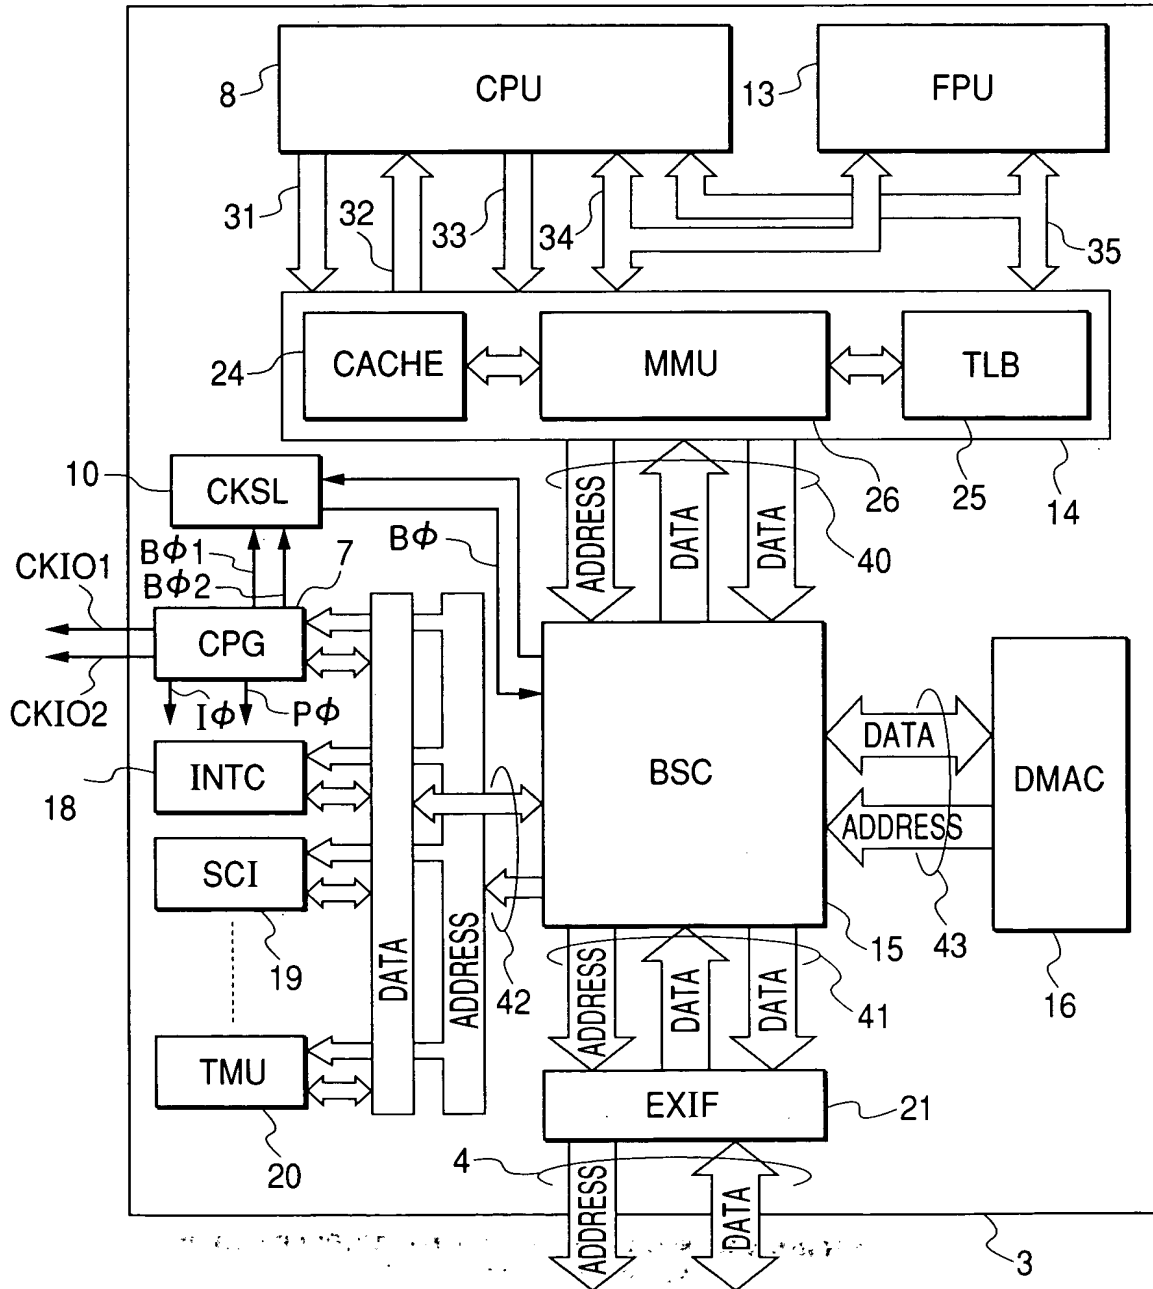 8
CPU
13
FPU
31
32
33
34
35
24
CACHE
MMU
TLB
26
25
14
10
CKSL
BΦ
ADDRESS
DATA
DATA
40
BΦ1
BΦ2
7
CKIO1
CKIO2
CPG
IΦ
PΦ
INTC
18
SCI
19
TMU
20
DATA
ADDRESS
42
BSC
15
DATA
ADDRESS
43
DMAC
16
ADDRESS
DATA
DATA
41
EXIF
21
4
ADDRESS
DATA
3